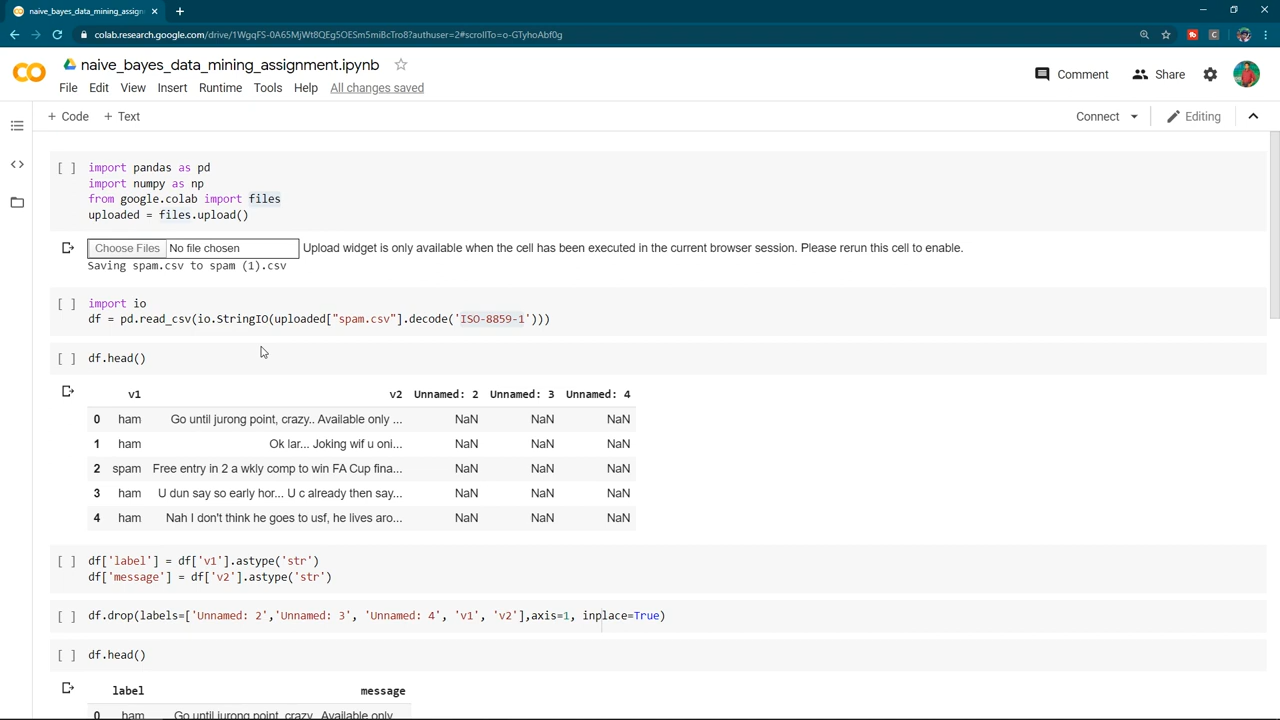 naive_bayes_data_mining_assign
colab.research.google.com/drive/1WgqFS-0A65MjWt8QEg5OESm5miBcTro8?authuser=2#scrollTo=o-GTyhoAbf0g
naive_bayes_data_mining_assignment.ipynb
File Edit View Insert Runtime Tools Help All changes saved
Comment Share
+ Code + Text
Connect Editing
[ ] import pandas as pd
import numpy as np
from google.colab import files
uploaded = files.upload()
Choose Files No file chosen Upload widget is only available when the cell has been executed in the current browser session. Please rerun this cell to enable.
Saving spam.csv to spam (1).csv
[ ] import io
df = pd.read_csv(io.StringIO(uploaded["spam.csv"].decode('ISO-8859-1')))
[ ] df.head()
v1 v2 Unnamed: 2 Unnamed: 3 Unnamed: 4
0 ham Go until jurong point, crazy.. Available only ... NaN NaN NaN
1 ham Ok lar... Joking wif u oni... NaN NaN NaN
2 spam Free entry in 2 a wkly comp to win FA Cup fina... NaN NaN NaN
3 ham U dun say so early hor... U c already then say... NaN NaN NaN
4 ham Nah I don't think he goes to usf, he lives aro... NaN NaN NaN
[ ] df['label'] = df['v1'].astype('str')
df['message'] = df['v2'].astype('str')
[ ] df.drop(labels=['Unnamed: 2','Unnamed: 3', 'Unnamed: 4', 'v1', 'v2'],axis=1, inplace=True)
[ ] df.head()
label message
0 ham Go until jurong point, crazy.. Available only ...